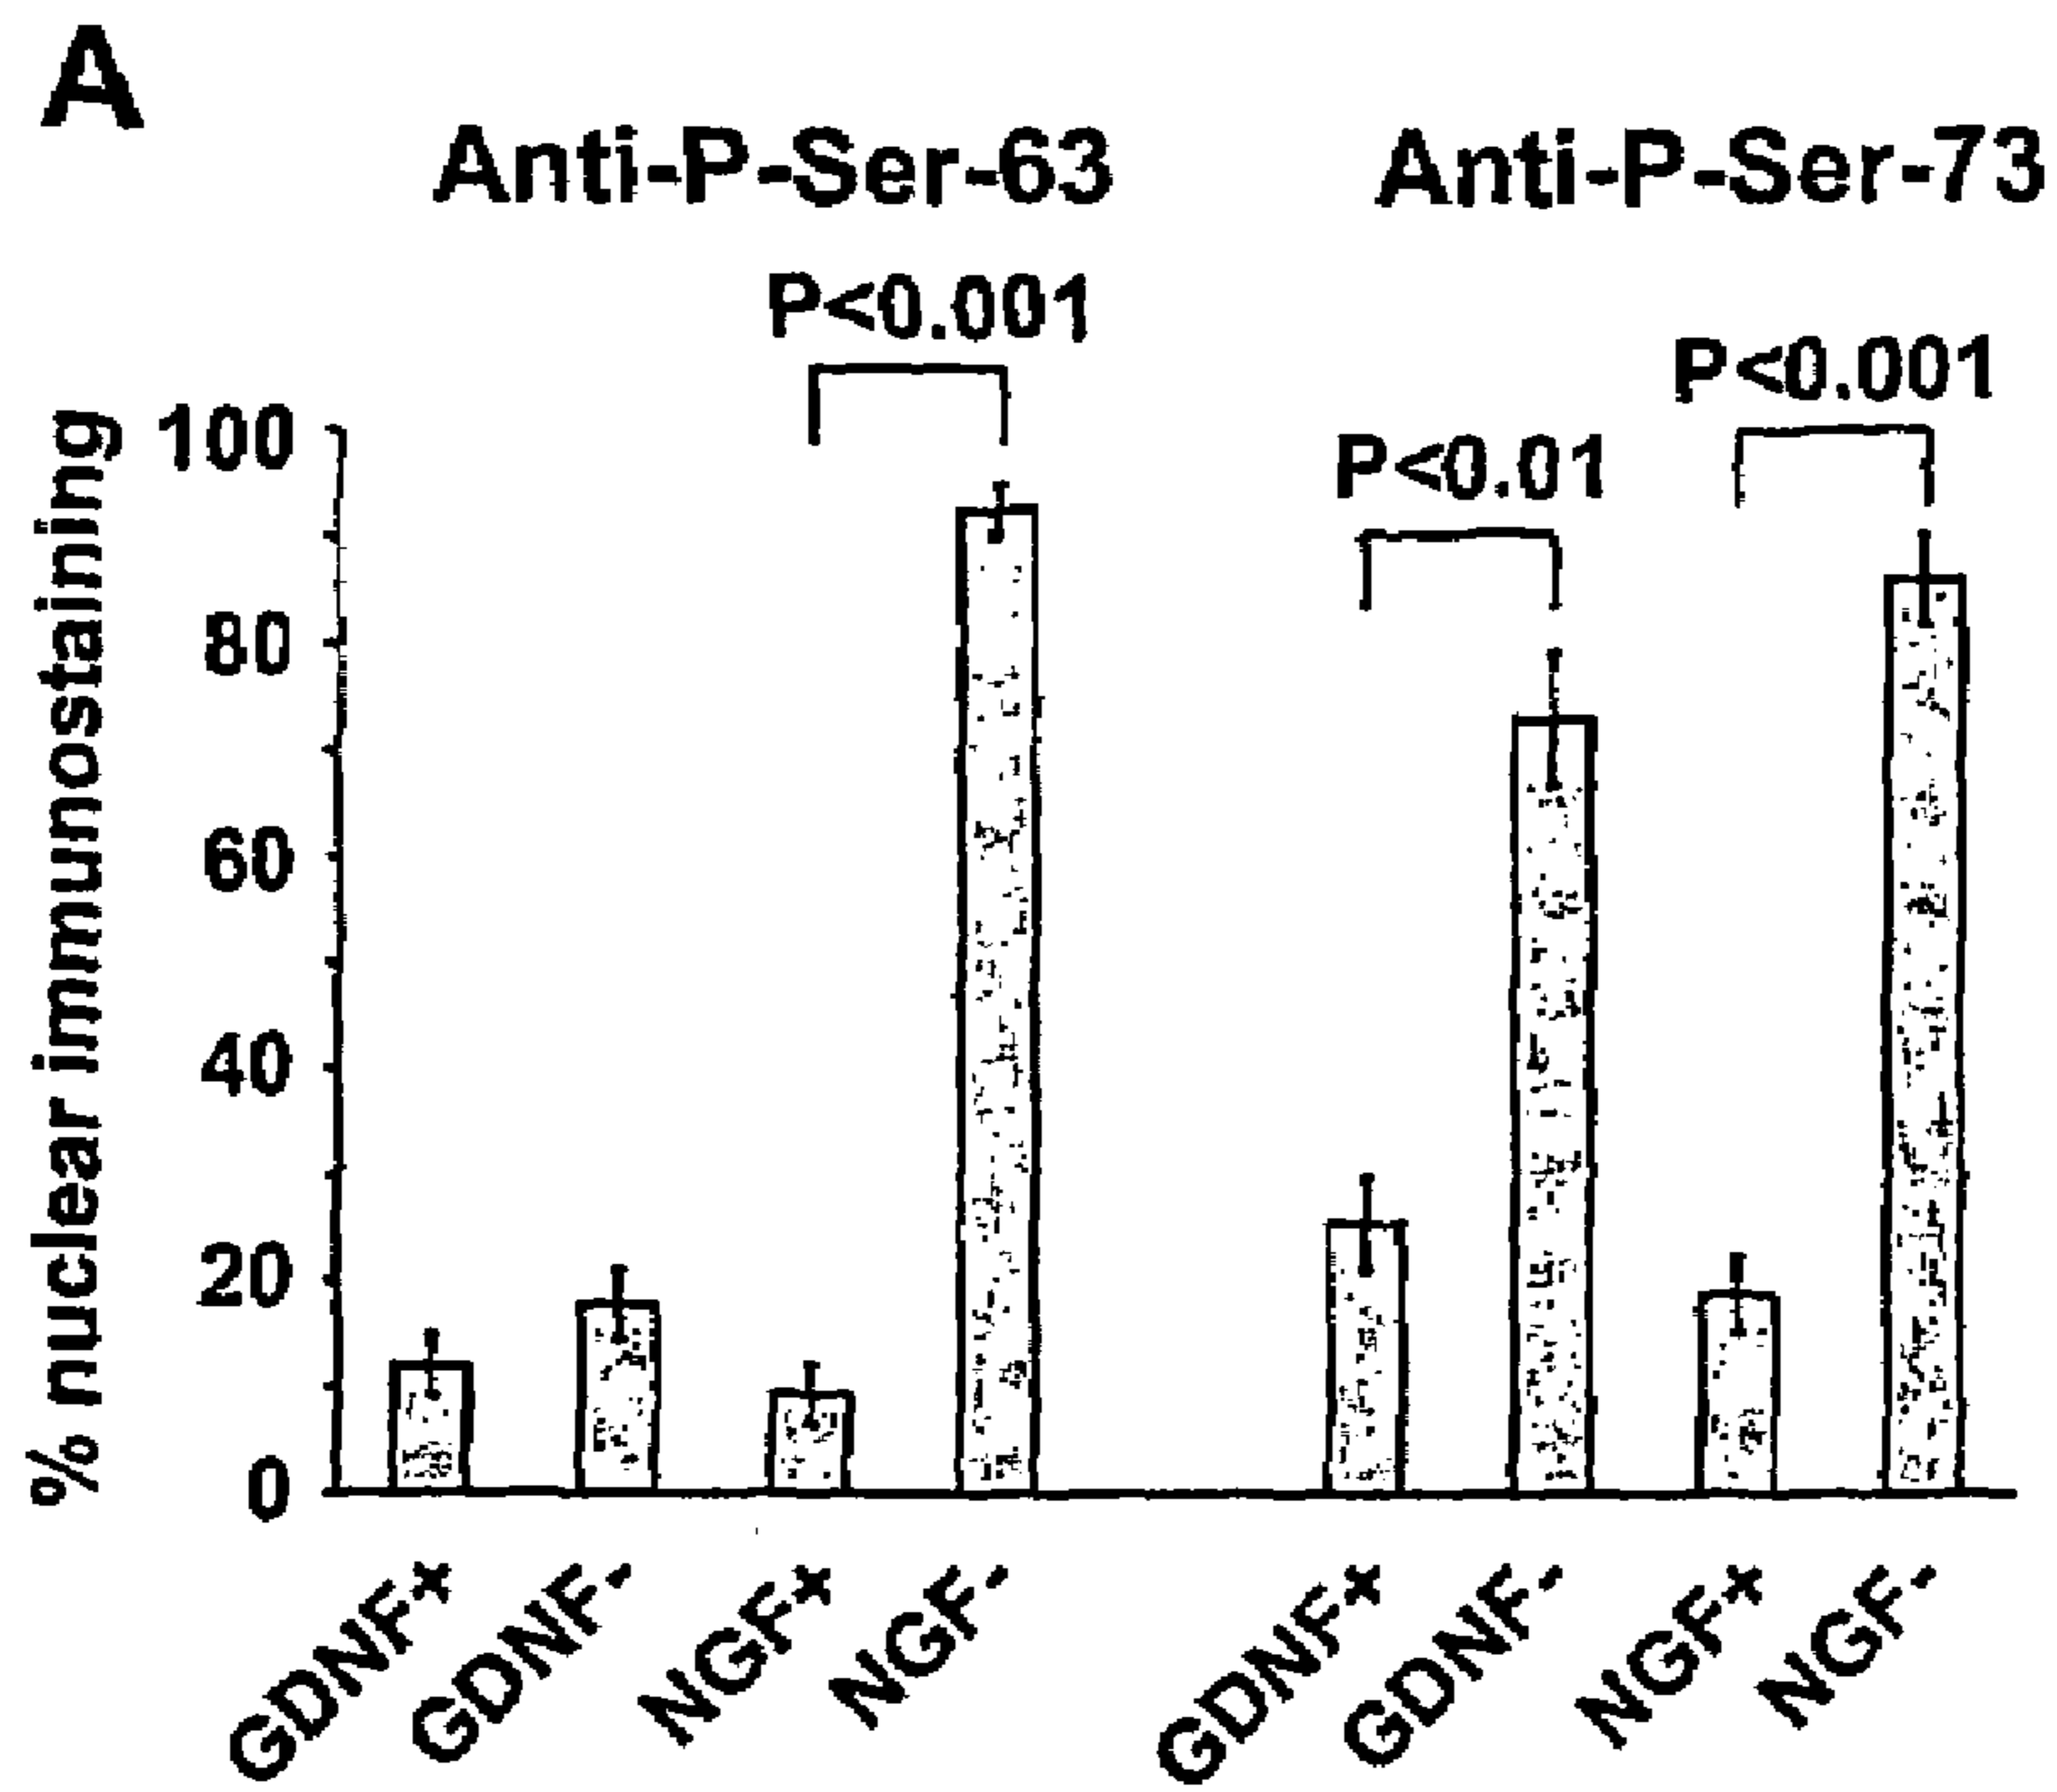 A
Anti-P-Ser-63 Anti-P-Ser-73
P<0.001
P<0.001
P<0.01
% nuclear immunostaining
100
80
60
40
20
0
GDNF+ GDNF- NGF+ NGF- GDNF+ GDNF- NGF+ NGF-